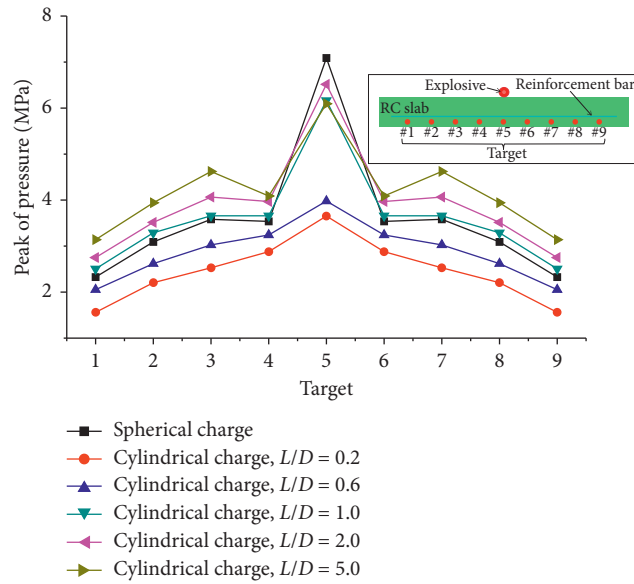 8
6
4
2
Peak of pressure (MPa)
Explosive
Reinforcement bar
RC slab
#1 #2 #3 #4 #5 #6 #7 #8 #9
Target
1 2 3 4 5 6 7 8 9
Target
Spherical charge
Cylindrical charge, L/D = 0.2
Cylindrical charge, L/D = 0.6
Cylindrical charge, L/D = 1.0
Cylindrical charge, L/D = 2.0
Cylindrical charge, L/D = 5.0